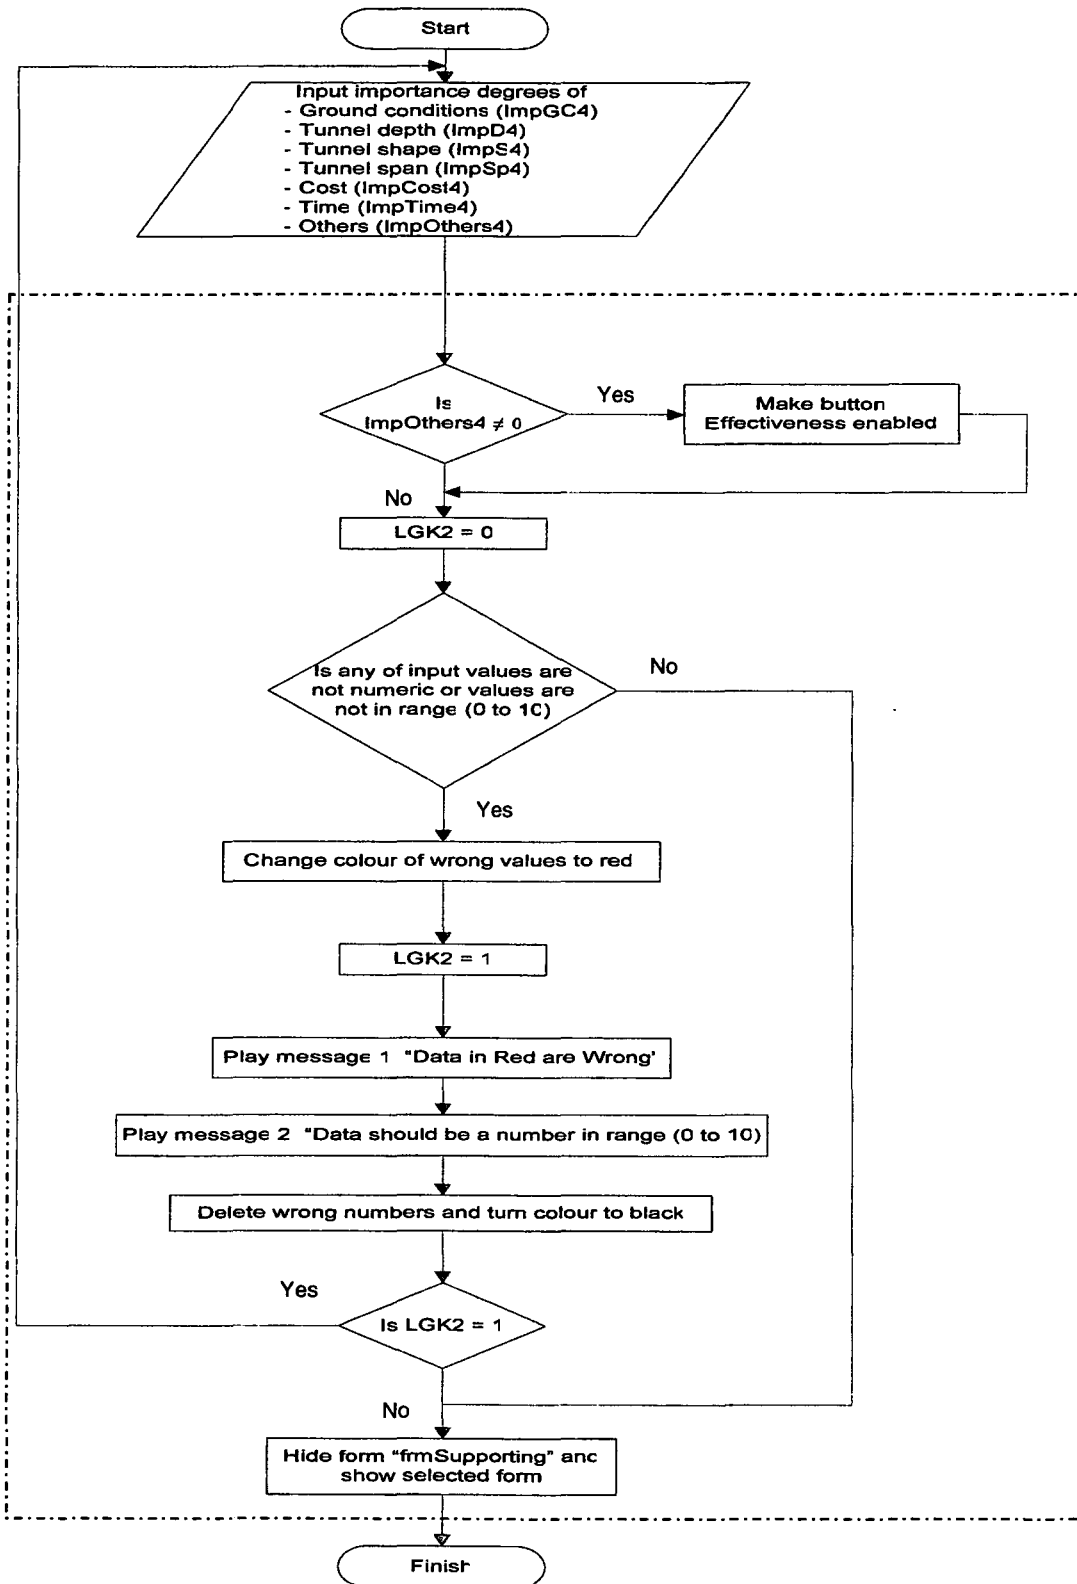 Start
Input importance degrees of
- Ground conditions (ImpGC4)
- Tunnel depth (ImpD4)
- Tunnel shape (ImpS4)
- Tunnel span (ImpSp4)
- Cost (ImpCost4)
- Time (ImpTime4)
- Others (ImpOthers4)
Is
ImpOthers4 ≠ 0
Yes
Make button
Effectiveness enabled
No
LGK2 = 0
Is any of input values are
not numeric or values are
not in range (0 to 10)
No
Yes
Change colour of wrong values to red
LGK2 = 1
Play message 1 "Data in Red are Wrong'
Play message 2 "Data should be a number in range (0 to 10)
Delete wrong numbers and turn colour to black
Yes
Is LGK2 = 1
No
Hide form "frmSupporting" and
show selected form
Finish